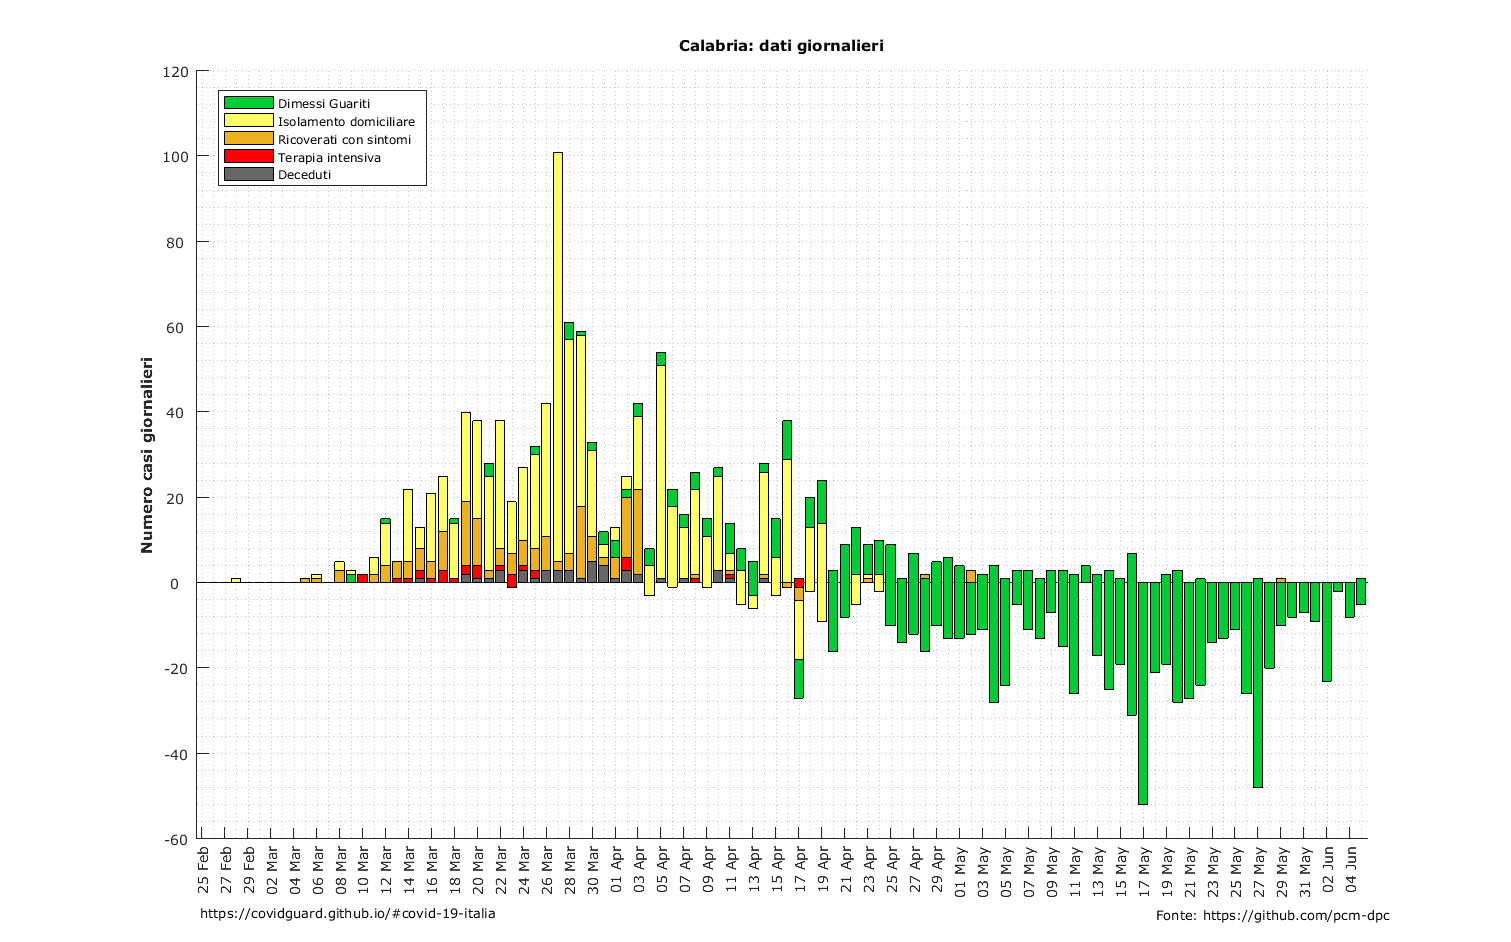 Calabria: dati giornalieri
120
100
80
60
40
20
0
-20
-40
-60
Numero casi giornalieri
Dimessi Guariti
Isolamento domiciliare
Ricoverati con sintomi
Terapia intensiva
Deceduti
25 Feb
27 Feb
29 Feb
02 Mar
04 Mar
06 Mar
08 Mar
10 Mar
12 Mar
14 Mar
16 Mar
18 Mar
20 Mar
22 Mar
24 Mar
26 Mar
28 Mar
30 Mar
01 Apr
03 Apr
05 Apr
07 Apr
09 Apr
11 Apr
13 Apr
15 Apr
17 Apr
19 Apr
21 Apr
23 Apr
25 Apr
27 Apr
29 Apr
01 May
03 May
05 May
07 May
09 May
11 May
13 May
15 May
17 May
19 May
21 May
23 May
25 May
27 May
29 May
31 May
02 Jun
04 Jun
https://covidguard.github.io/#covid-19-italia
Fonte: https://github.com/pcm-dpc